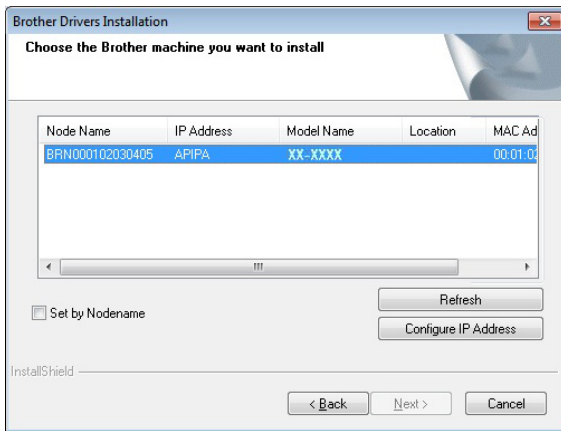 Brother Drivers Installation
Choose the Brother machine you want to install
Node Name IP Address Model Name Location MAC Ad
BRN000102030405 APIPA XX-XXXX 00:01:02
Refresh
Set by Nodename
Configure IP Address
InstallShield
< Back Next > Cancel